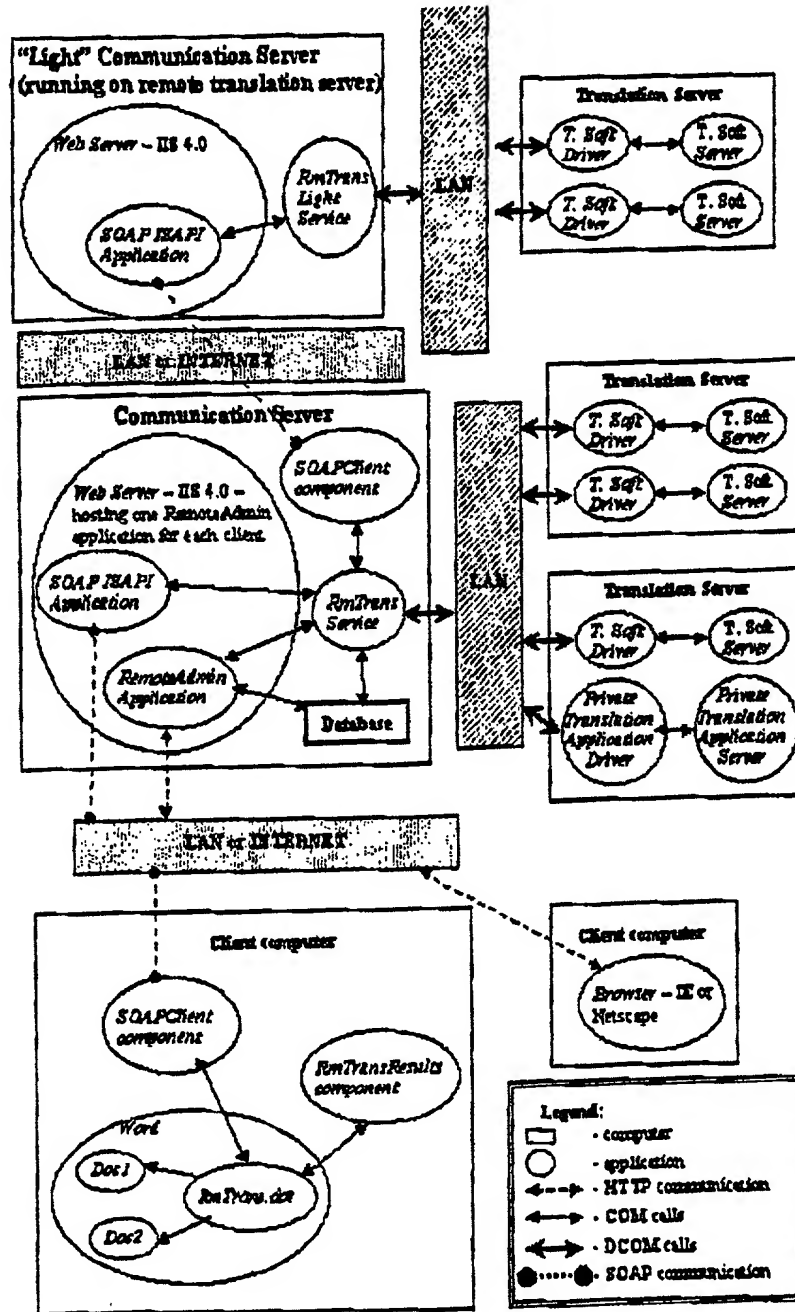 “Light” Communication Server
(running on remote translation server)
Web Server – IIS 4.0
RmTrans
Light
Service
SOAP ISAPI
Application
LAN
Translation Server
T. Soft
Driver
T. Soft
Server
T. Soft
Driver
T. Soft
Server
LAN or INTERNET
Communication Server
Web Server – IIS 4.0 –
hosting one RemoteAdmin
application for each client.
SOAPClient
component
SOAP ISAPI
Application
RmTrans
Service
RemoteAdmin
Application
Database
LAN
Translation Server
T. Soft
Driver
T. Soft
Server
T. Soft
Driver
T. Soft
Server
Translation Server
T. Soft
Driver
T. Soft
Server
Private
Translation
Application
Driver
Private
Translation
Application
Server
LAN or INTERNET
Client computer
SOAPClient
component
RmTransResults
component
Word
Doc1
RmTrans.dot
Doc2
Client computer
Browser – IE or
Netscape
Legend:
- computer
- application
- HTTP communication
- COM calls
- DCOM calls
- SOAP communication